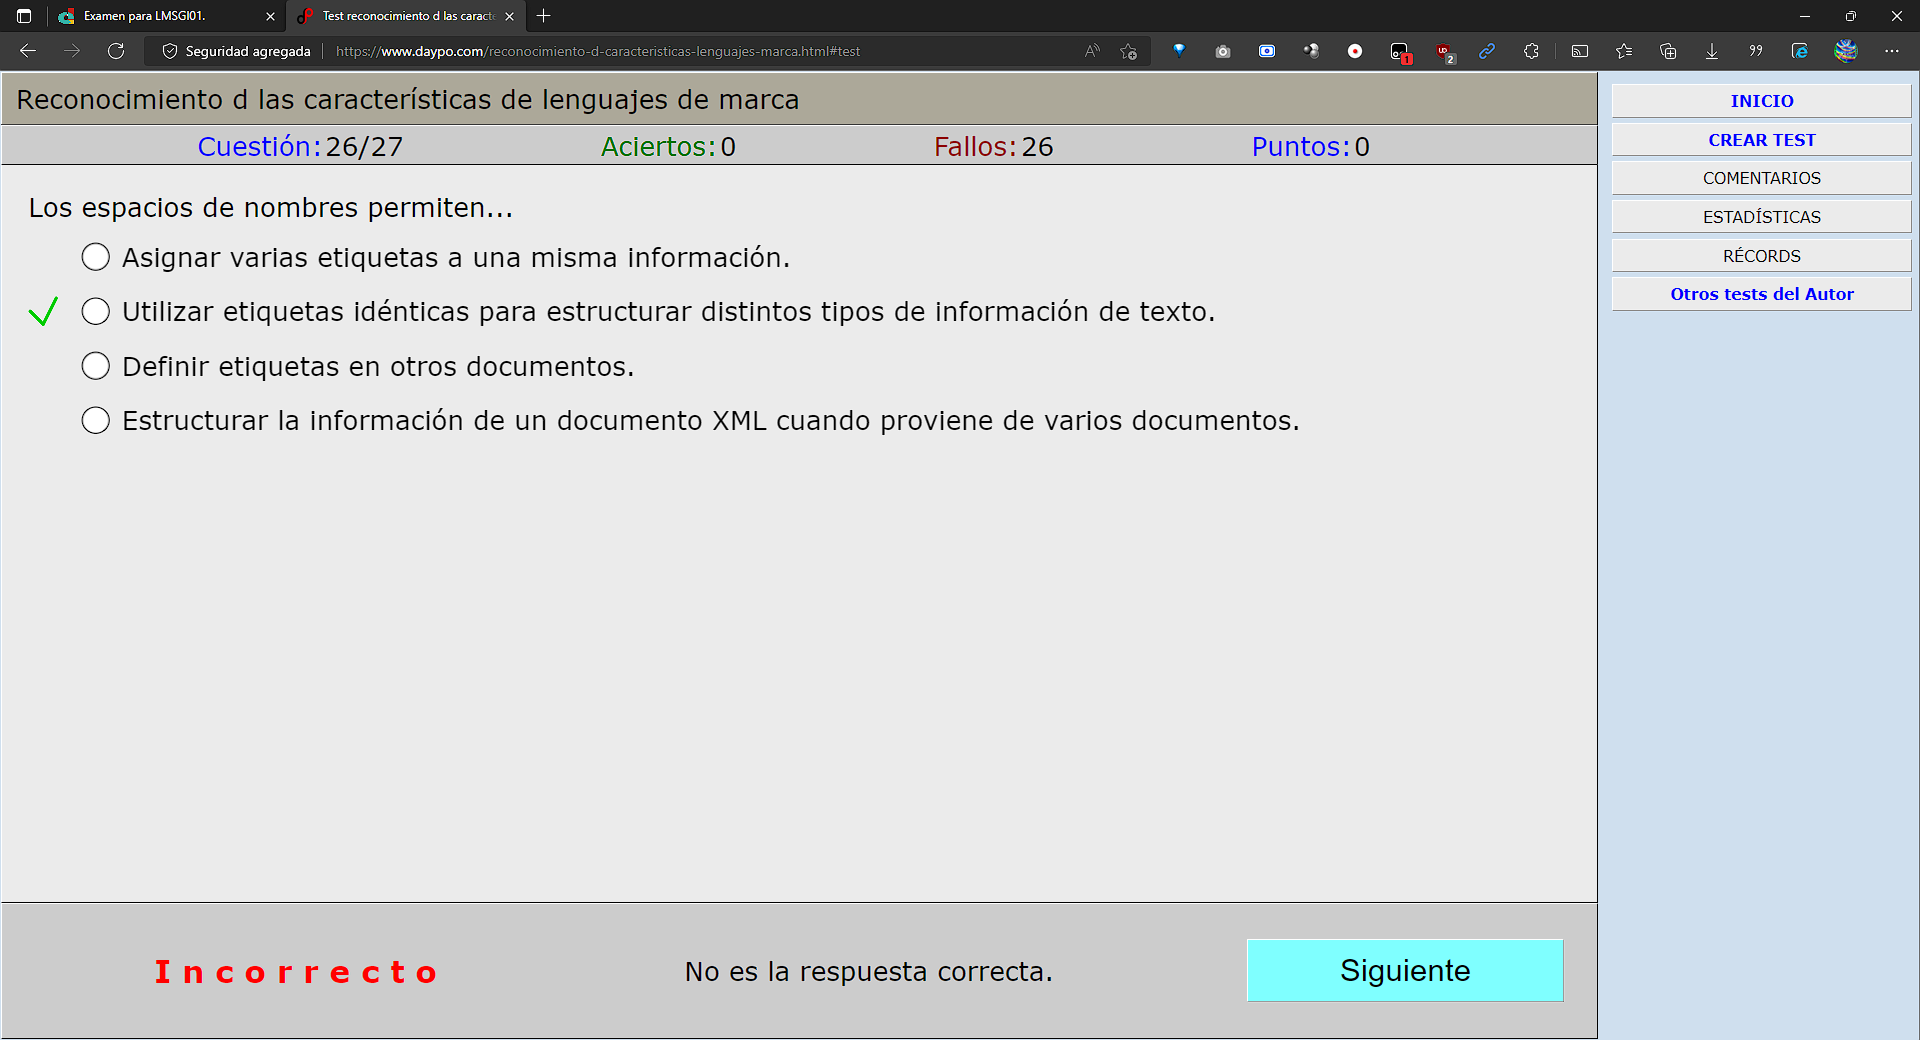 Examen para LMSGI01.
Test reconocimiento d las caracte
Seguridad agregada
https://www.daypo.com/reconocimiento-d-caracteristicas-lenguajes-marca.html#test
1
2
Reconocimiento d las características de lenguajes de marca
Cuestión: 26/27
Aciertos: 0
Fallos: 26
Puntos: 0
Los espacios de nombres permiten...
Asignar varias etiquetas a una misma información.
Utilizar etiquetas idénticas para estructurar distintos tipos de información de texto.
Definir etiquetas en otros documentos.
Estructurar la información de un documento XML cuando proviene de varios documentos.
Incorrecto
No es la respuesta correcta.
Siguiente
INICIO
CREAR TEST
COMENTARIOS
ESTADÍSTICAS
RÉCORDS
Otros tests del Autor